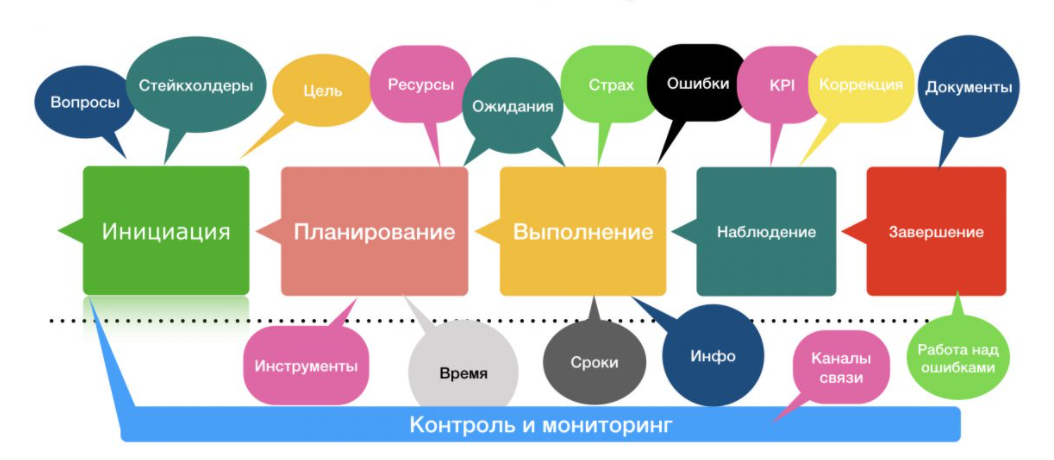 Вопросы
Стейкхолдеры
Цель
Ресурсы
Ожидания
Страх
Ошибки
KPI
Коррекция
Документы
Инициация
Планирование
Выполнение
Наблюдение
Завершение
Инструменты
Время
Сроки
Инфо
Каналы
связи
Работа над
ошибками
Контроль и мониторинг